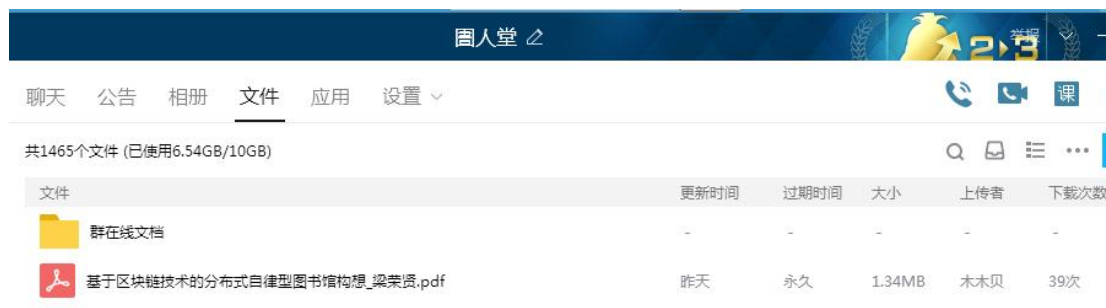 圕人堂
2 3 举报
聊天 公告 相册 文件 应用 设置
课
共1465个文件 (已使用6.54GB/10GB)
文件 更新时间 过期时间 大小 上传者 下载次数
群在线文档 - - - - -
基于区块链技术的分布式自律型图书馆构想_梁荣贤.pdf 昨天 永久 1.34MB 木木贝 39次